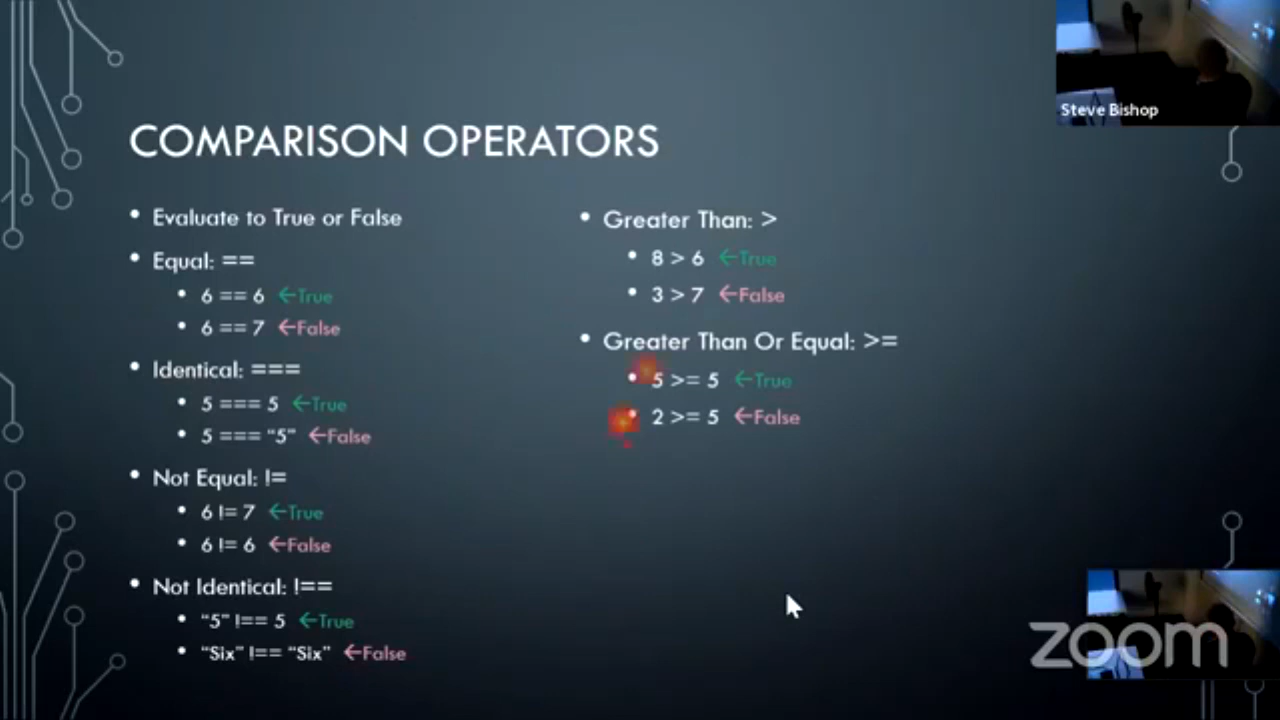 Steve Bishop
COMPARISON OPERATORS
• Evaluate to True or False
• Equal: ==
• 6 == 6 ←True
• 6 == 7 ←False
• Identical: ===
• 5 === 5 ←True
• 5 === “5” ←False
• Not Equal: !=
• 6 != 7 ←True
• 6 != 6 ←False
• Not Identical: !==
• “5” !== 5 ←True
• “Six” !== “Six” ←False
• Greater Than: >
• 8 > 6 ←True
• 3 > 7 ←False
• Greater Than Or Equal: >=
• 5 >= 5 ←True
• 2 >= 5 ←False
zoom